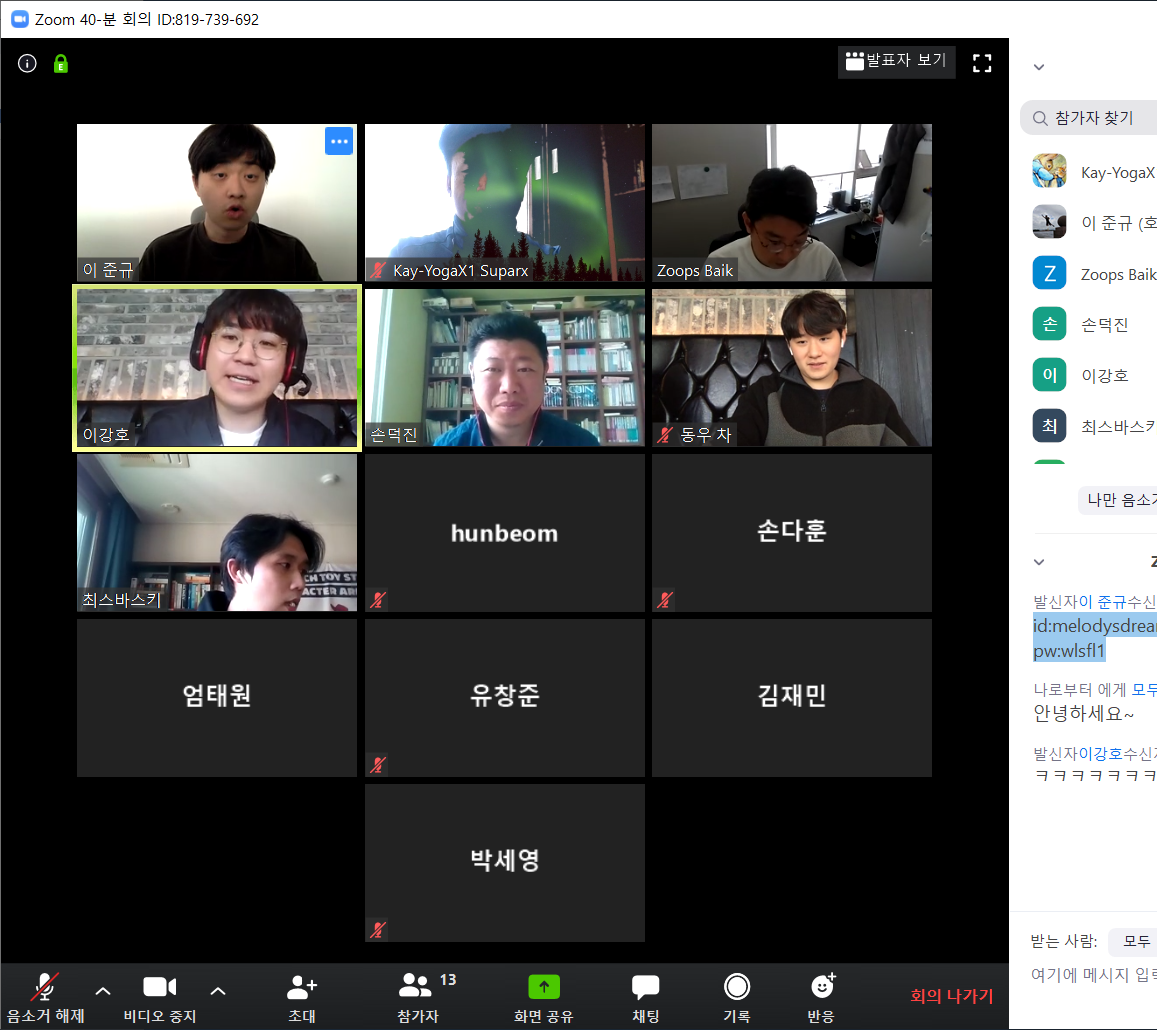 Zoom 40-분 회의 ID:819-739-692
발표자 보기
참가자 찾기
이 준규
Kay-YogaX1 Suparx
Zoops Baik
이강호
손덕진
동우 차
최스바스키
hunbeom
손다훈
엄태원
유창준
김재민
박세영
Kay-YogaX
이 준규 (호
Z
Zoops Baik
손
손덕진
이
이강호
최
최스바스키
나만 음소
발신자이 준규수신
id:melodysdrea
pw:wlsfl1
나로부터 에게 모두
안녕하세요~
발신자이강호수신
ㅋㅋㅋㅋㅋㅋㅋ
받는 사람: 모두
여기에 메시지 입력
음소거 해제
비디오 중지
초대
13
참가자
화면 공유
채팅
기록
반응
회의 나가기